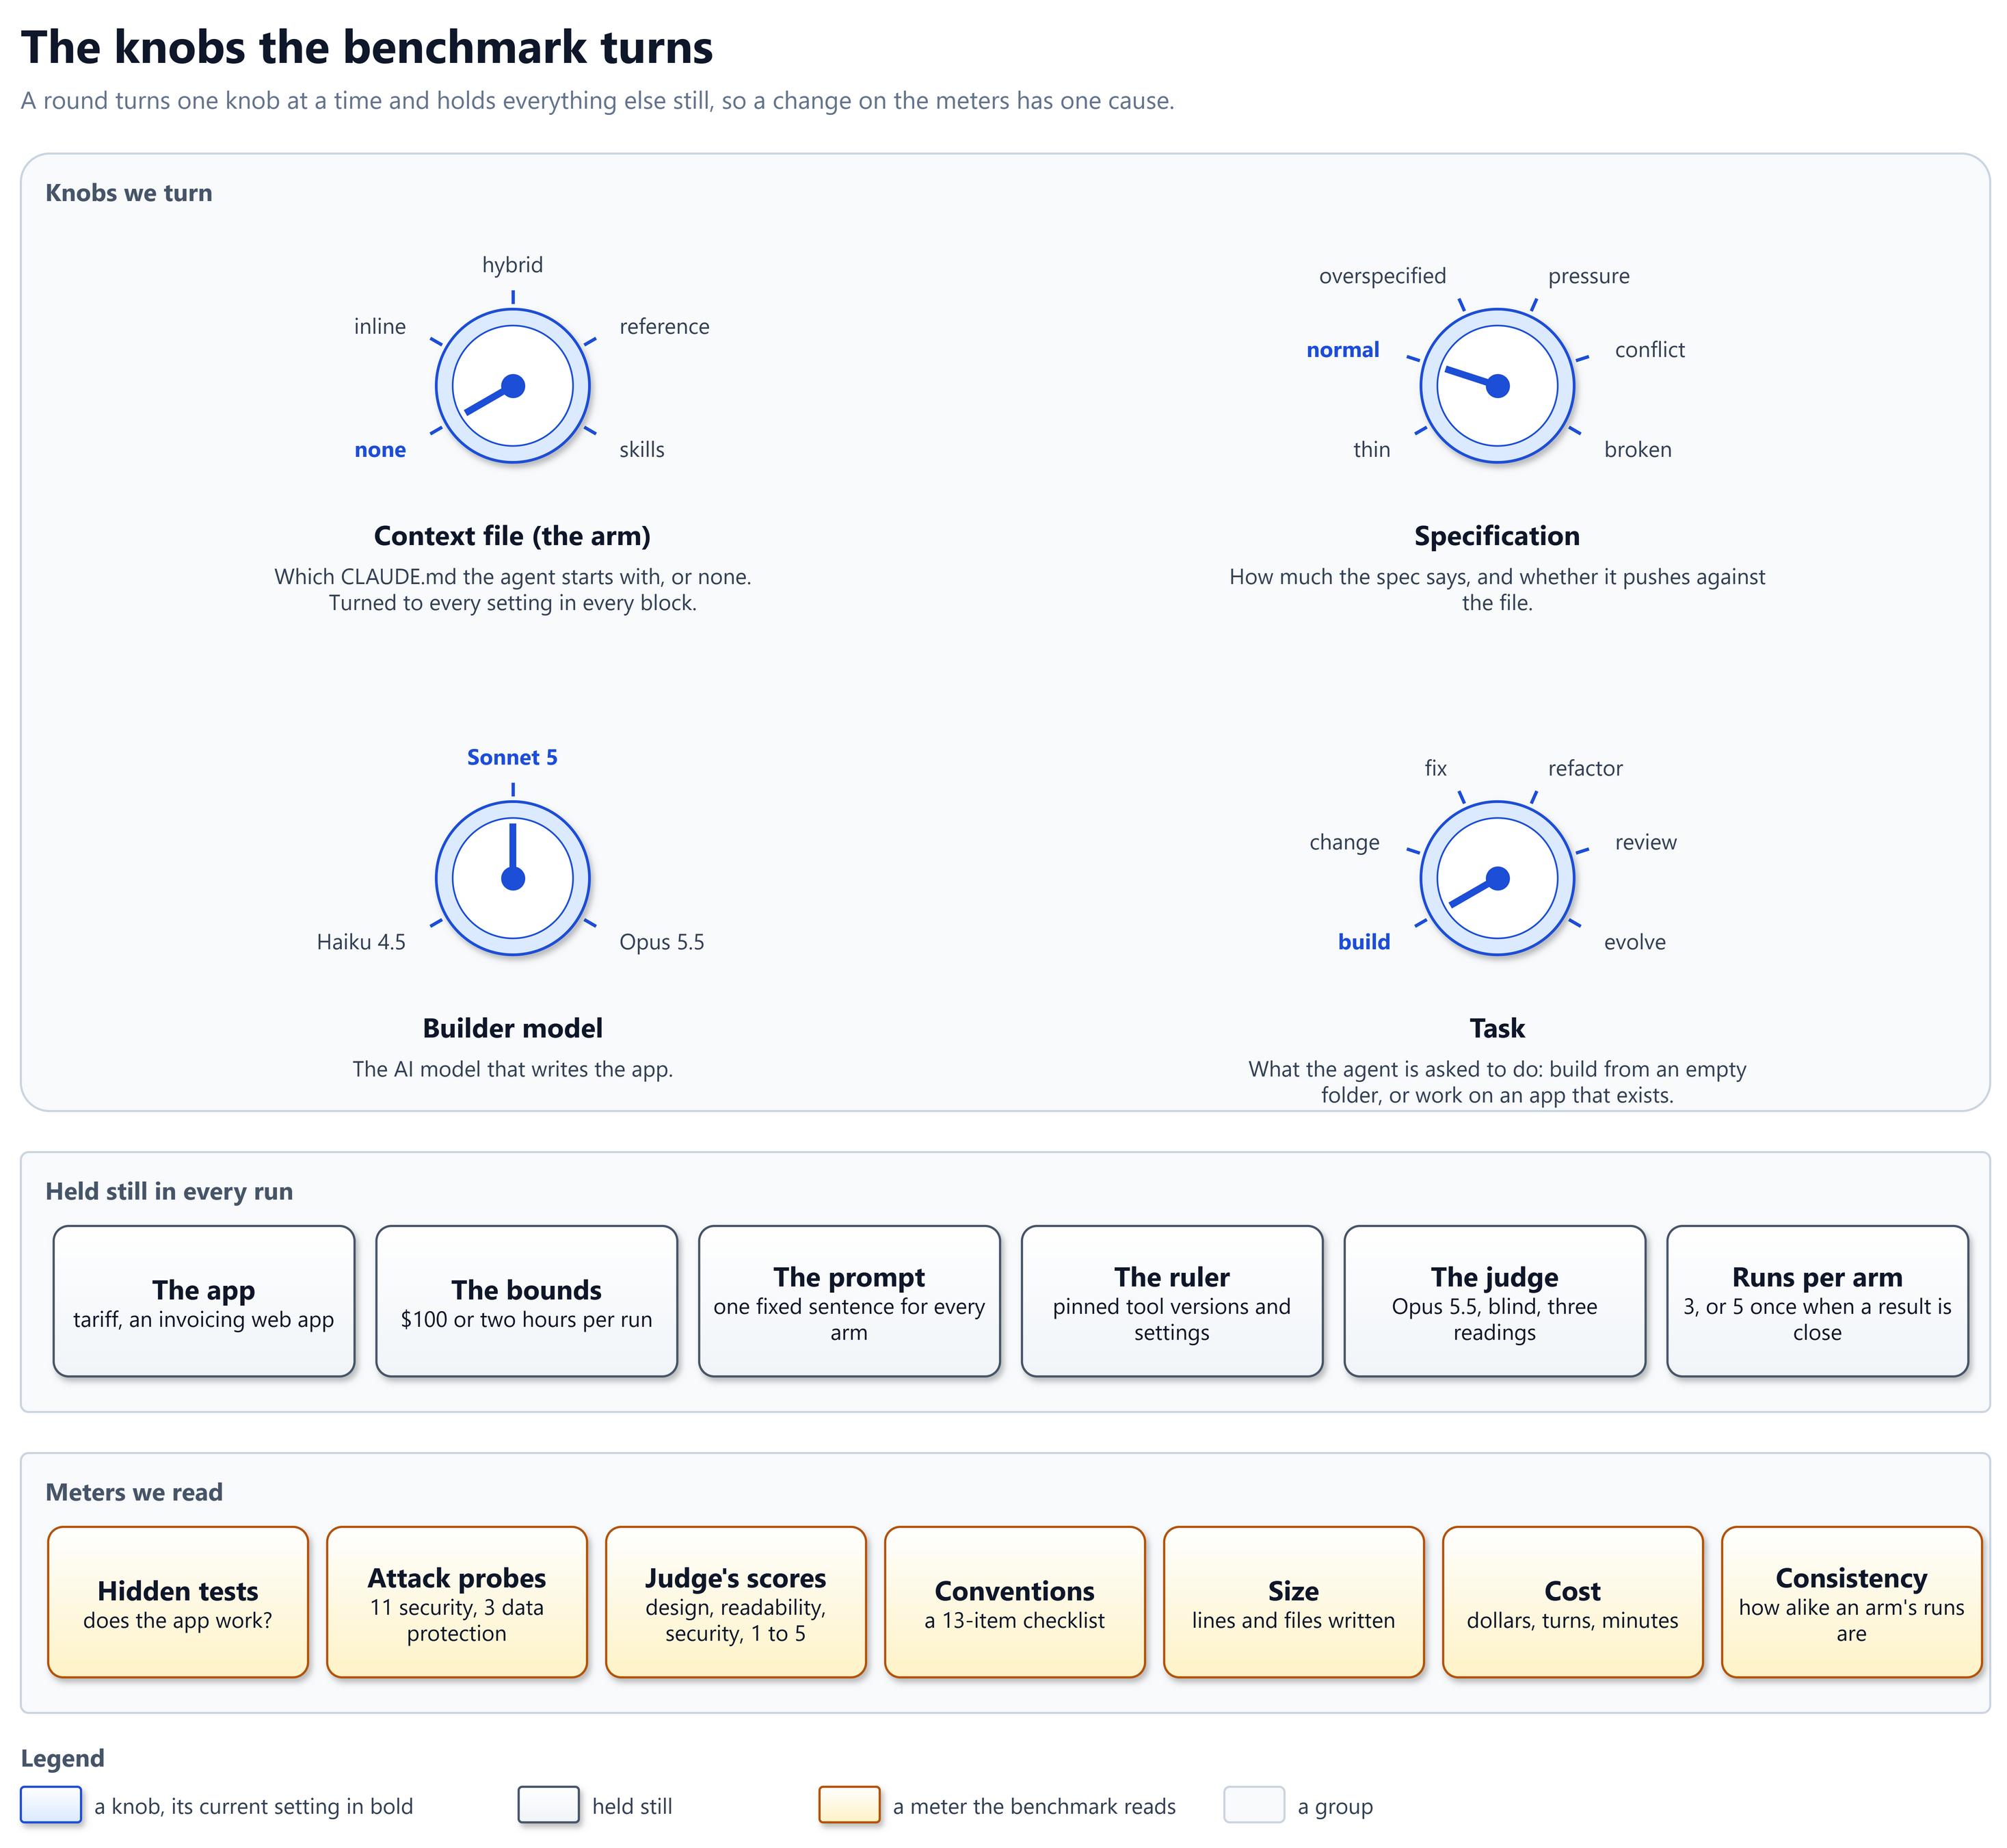 The knobs the benchmark turns
A round turns one knob at a time and holds everything else still, so a change on the meters has one cause.
Knobs we turn
hybrid
inline
reference
none
skills
Context file (the arm)
Which CLAUDE.md the agent starts with, or none.
Turned to every setting in every block.
overspecified
pressure
normal
conflict
thin
broken
Specification
How much the spec says, and whether it pushes against
the file.
Sonnet 5
Haiku 4.5
Opus 5.5
Builder model
The AI model that writes the app.
fix
refactor
change
review
build
evolve
Task
What the agent is asked to do: build from an empty
folder, or work on an app that exists.
Held still in every run
The app
tariff, an invoicing web app
The bounds
$100 or two hours per run
The prompt
one fixed sentence for every
arm
The ruler
pinned tool versions and
settings
The judge
Opus 5.5, blind, three
readings
Runs per arm
3, or 5 once when a result is
close
Meters we read
Hidden tests
does the app work?
Attack probes
11 security, 3 data
protection
Judge's scores
design, readability,
security, 1 to 5
Conventions
a 13-item checklist
Size
lines and files written
Cost
dollars, turns, minutes
Consistency
how alike an arm's runs
are
Legend
a knob, its current setting in bold
held still
a meter the benchmark reads
a group